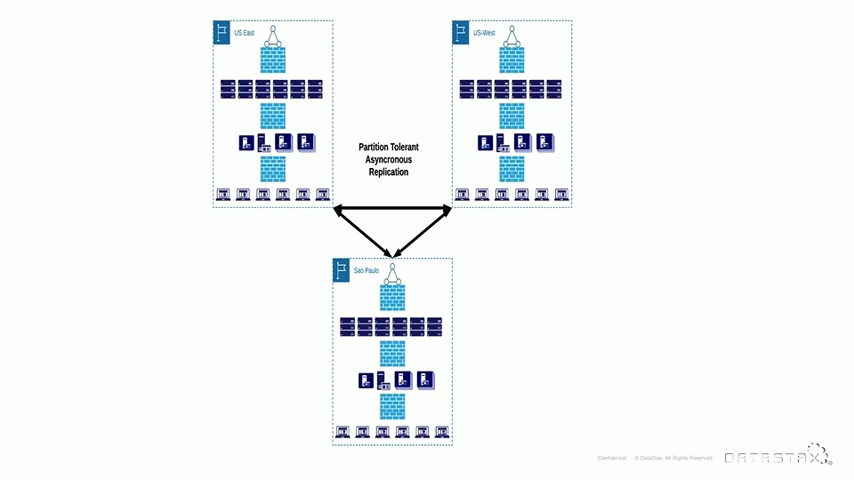 US East
US-West
Partition Tolerant
Asyncronous
Replication
Sao Paulo
Confidential © DataStax, All Rights Reserved.
DATASTAX